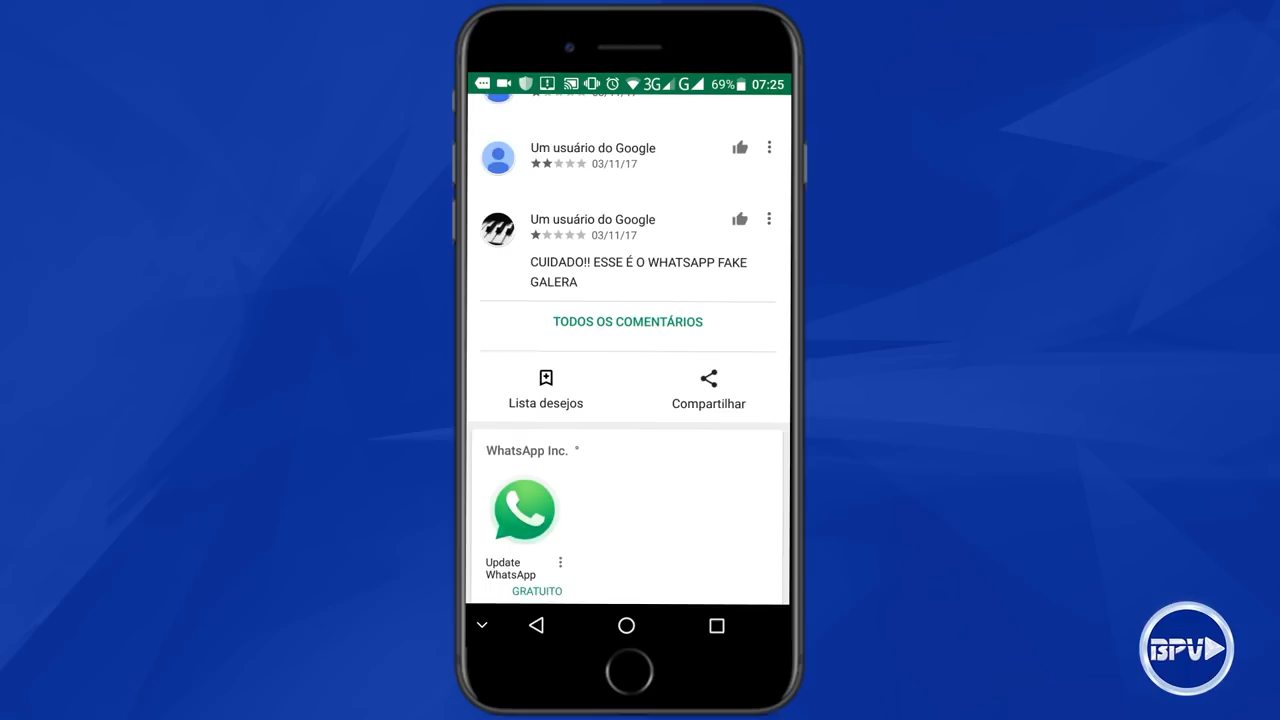 3G G 69% 07:25
Um usuário do Google
03/11/17
Um usuário do Google
03/11/17
CUIDADO!! ESSE É O WHATSAPP FAKE
GALERA
TODOS OS COMENTÁRIOS
Lista desejos
Compartilhar
WhatsApp Inc. °
Update
WhatsApp
GRATUITO
BPV